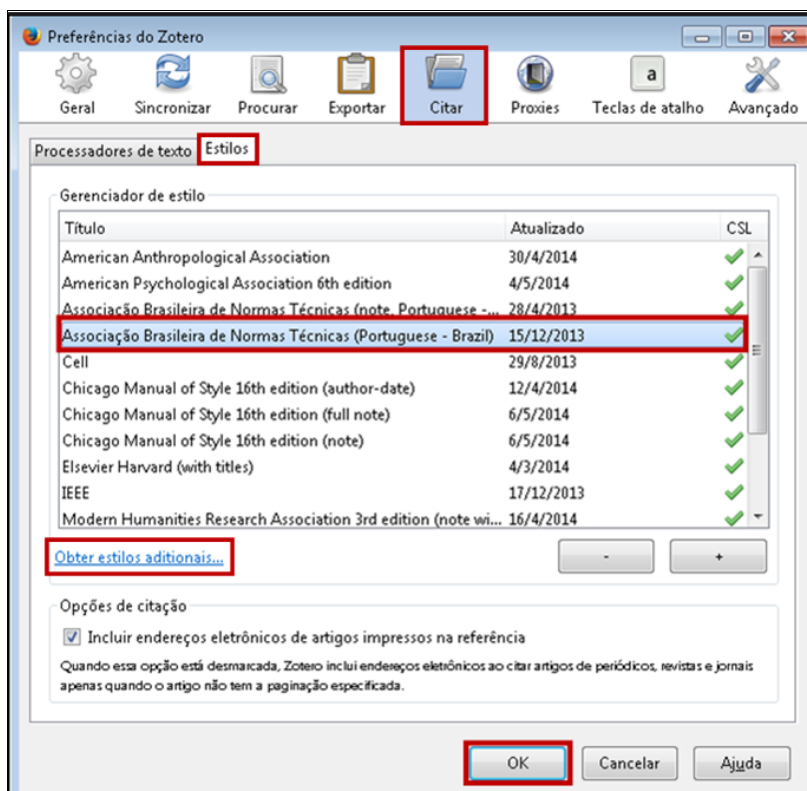 Preferências do Zotero
Geral Sincronizar Procurar Exportar Citar Proxies a Teclas de atalho Avançado
Processadores de texto Estilos
Gerenciador de estilo
Título Atualizado CSL
American Anthropological Association 30/4/2014
American Psychological Association 6th edition 4/5/2014
Associação Brasileira de Normas Técnicas (note, Portuguese -... 28/4/2013
Associação Brasileira de Normas Técnicas (Portuguese - Brazil) 15/12/2013
Cell 29/8/2013
Chicago Manual of Style 16th edition (author-date) 12/4/2014
Chicago Manual of Style 16th edition (full note) 6/5/2014
Chicago Manual of Style 16th edition (note) 6/5/2014
Elsevier Harvard (with titles) 4/3/2014
IEEE 17/12/2013
Modern Humanities Research Association 3rd edition (note wi... 16/4/2014
Obter estilos aditionais... - +
Opções de citação
Incluir endereços eletrônicos de artigos impressos na referência
Quando essa opção está desmarcada, Zotero inclui endereços eletrônicos ao citar artigos de periódicos, revistas e jornais
apenas quando o artigo não tem a paginação especificada.
OK Cancelar Ajuda